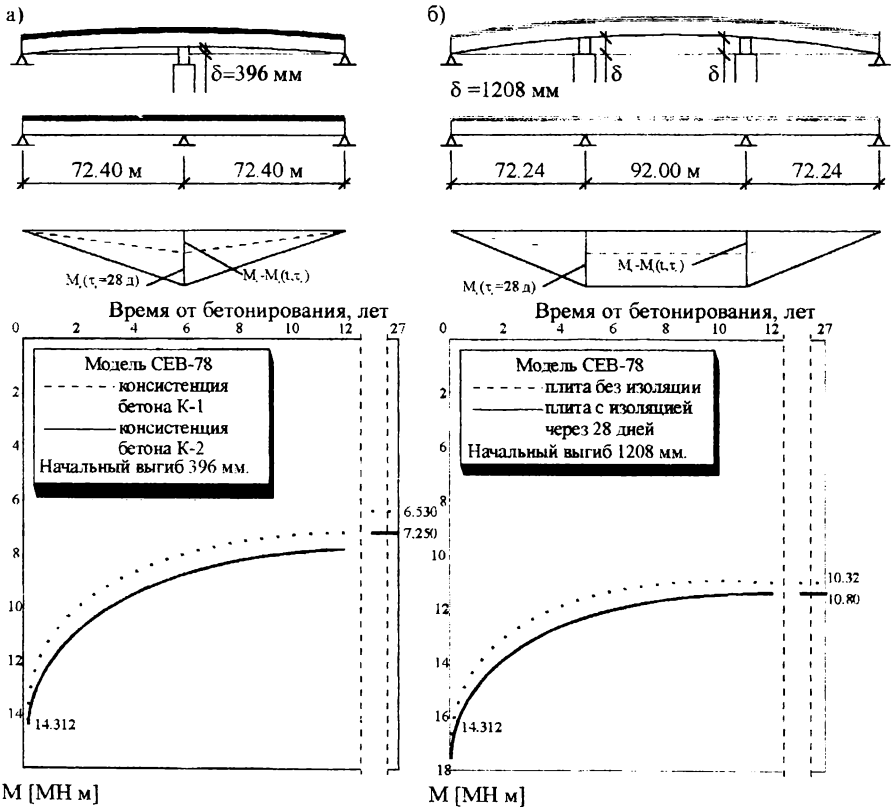 а)
δ=396 мм
72.40 м
72.40 м
Время от бетонирования, лет
0 2 4 6 8 10 12 27
Модель СЕВ-78
консистенция
бетона К-1
консистенция
бетона К-2
Начальный выгиб 396 мм.
2
4
6
8
10
12
14
6.530
7.250
14.312
М [МН м]
б)
δ δ
δ =1208 мм
72.24
92.00 м
72.24
Время от бетонирования, лет
0 2 4 6 8 10 12 27
Модель СЕВ-78
плита без изоляции
плита с изоляцией
через 28 дней
Начальный выгиб 1208 мм.
2
4
6
8
10
12
14
16
18
10.32
10.80
14.312
М [МН м]